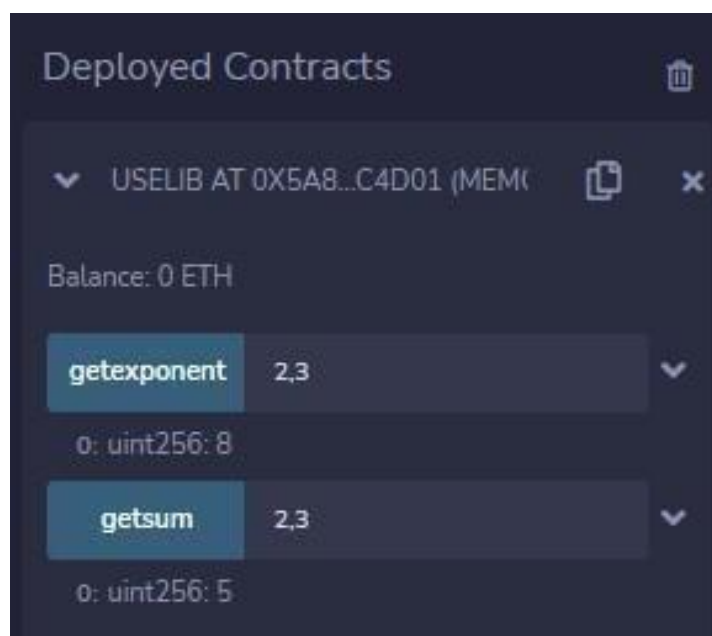 Deployed Contracts
USELIB AT 0X5A8...C4D01 (MEM(
Balance: 0 ETH
getexponent 2,3
0: uint256: 8
getsum 2,3
0: uint256: 5